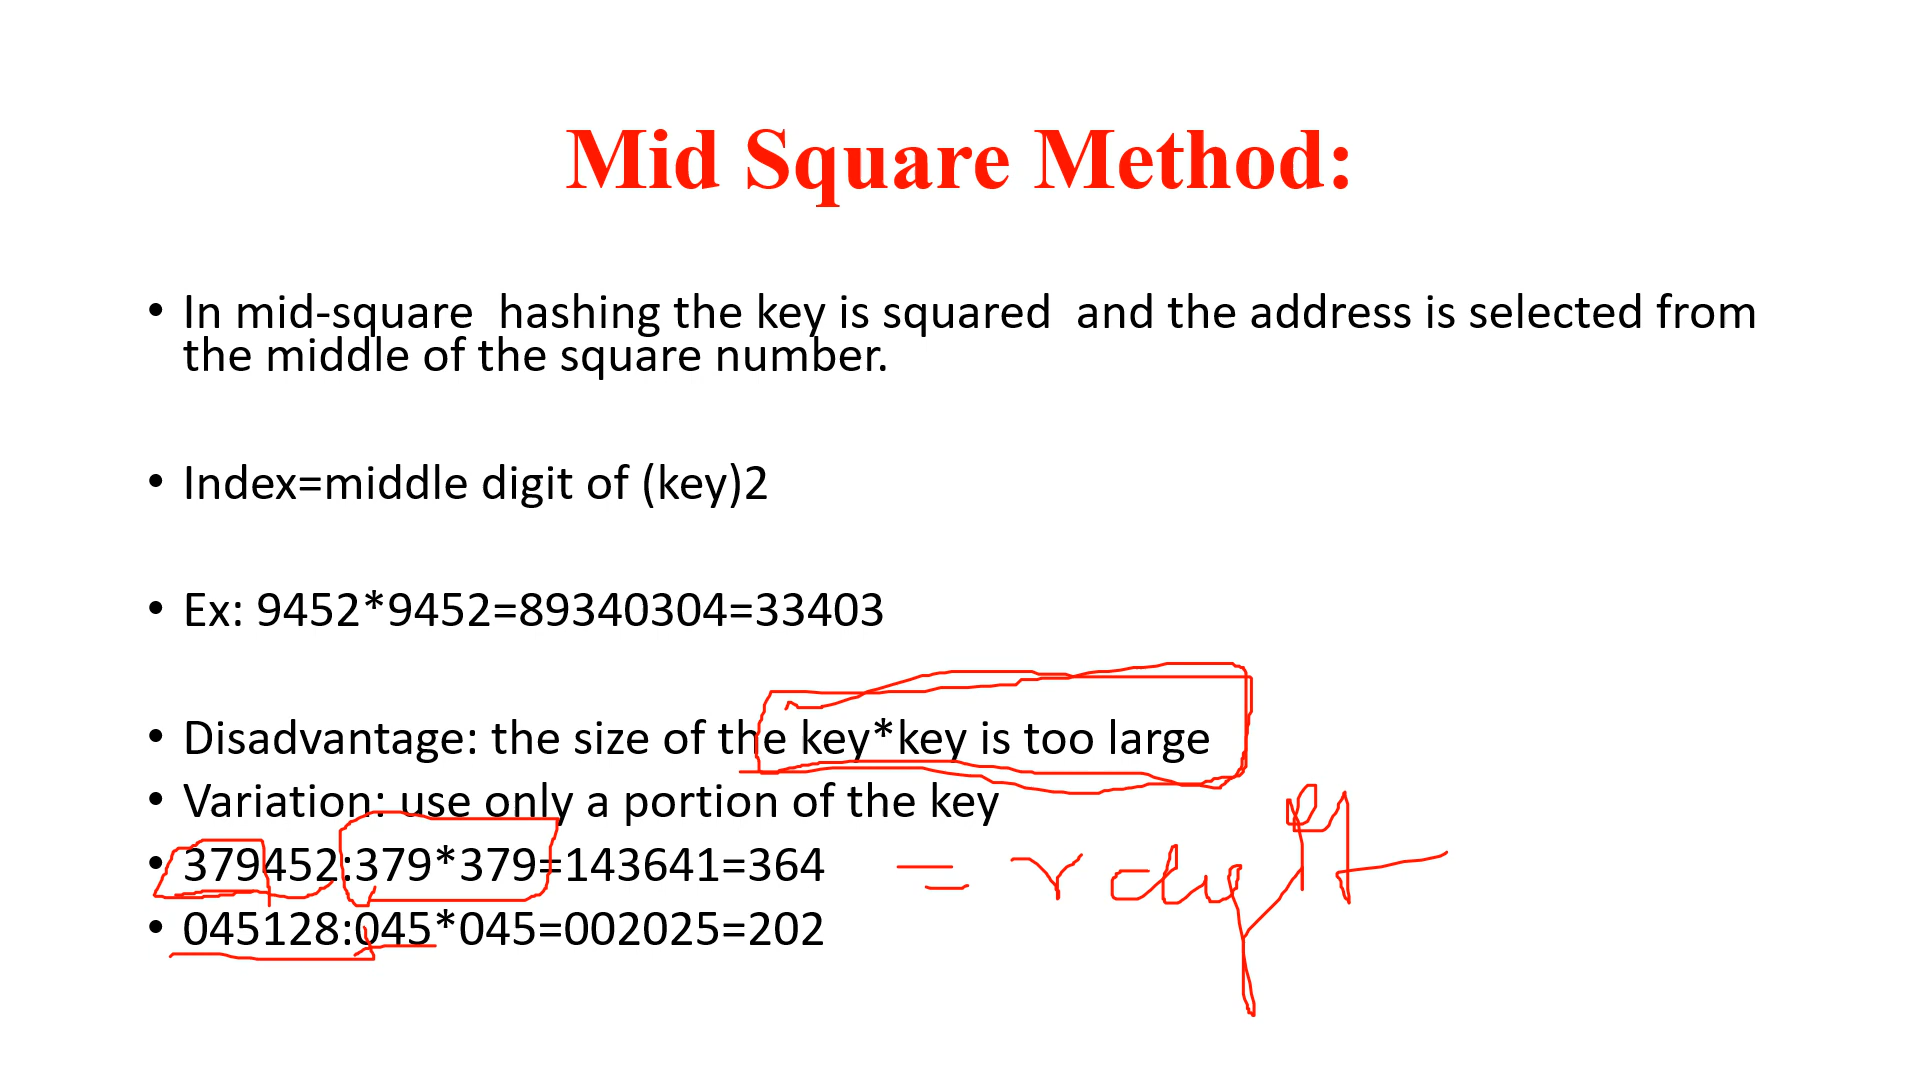 Mid Square Method:
• In mid-square hashing the key is squared and the address is selected from
the middle of the square number.
• Index=middle digit of (key)2
• Ex: 9452*9452=89340304=33403
• Disadvantage: the size of the key*key is too large
• Variation: use only a portion of the key
• 379452:379*379=143641=364
• 045128:045*045=002025=202